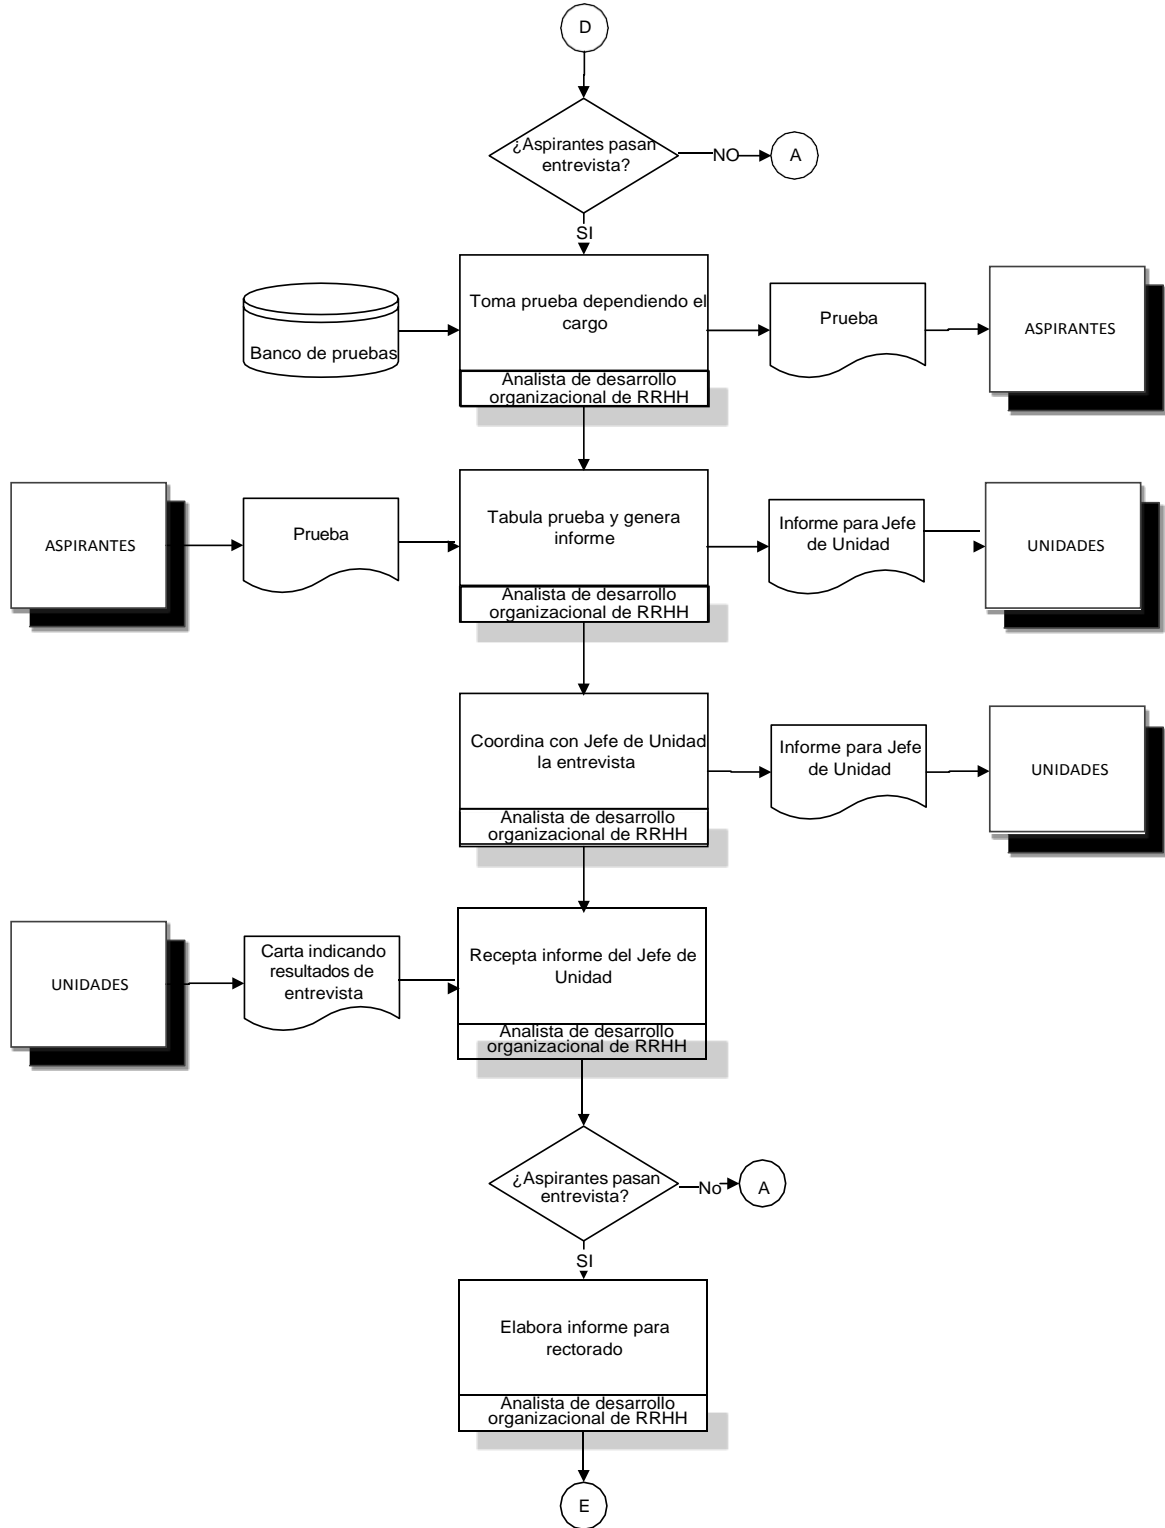 D
¿Aspirantes pasan
entrevista?
NO
A
SI
Banco de pruebas
Toma prueba dependiendo el
cargo
Analista de desarrollo
organizacional de RRHH
Prueba
ASPIRANTES
ASPIRANTES
Prueba
Tabula prueba y genera
informe
Analista de desarrollo
organizacional de RRHH
Informe para Jefe
de Unidad
UNIDADES
Coordina con Jefe de Unidad
la entrevista
Analista de desarrollo
organizacional de RRHH
Informe para Jefe
de Unidad
UNIDADES
UNIDADES
Carta indicando
resultados de
entrevista
Recepta informe del Jefe de
Unidad
Analista de desarrollo
organizacional de RRHH
¿Aspirantes pasan
entrevista?
No
A
SI
Elabora informe para
rectorado
Analista de desarrollo
organizacional de RRHH
E